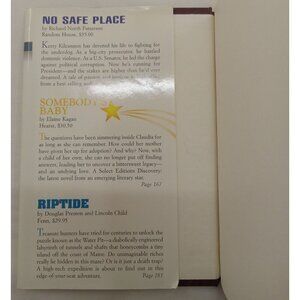 NO SAFE PLACE
by Richard North Patterson
Random House, $25.00
Kerry Kilcannon has devoted his life to fighting for
the underdog. As a big-city prosecutor, he battled
domestic violence. As a U.S. Senator, he led the charge
against political corruption. Now he's running for
President—and the stakes are higher than he'd ever
dreamed. A tale of passion and
SOMEBODY'S
BABY
by Elaine Kagan
Hearst, $30.50
The questions have been simmering inside Claudia for
as long as she can remember. How could her mother
have given her up for adoption? And why? Now, with
a child of her own, she can no longer put off finding
answers, leading her to uncover a bittersweet
and an undying love. A Select Editions Discovery:
the latest novel from an emerging literary star.
Page 167
RIPTIDE
by Douglas Preston and Lincoln Child
Fenn, $29.95
Treasure hunters have tried for centuries to unlock the
puzzle known as the Water Pit—a diabolically engineered
labyrinth of tunnels and shafts that honeycombs a tiny
island off the coast of Maine. Do unimaginable riches
really lie hidden in this maze? Or is it just a death trap?
A high-tech expedition is about to find out in this
edge-of-your-seat adventure.